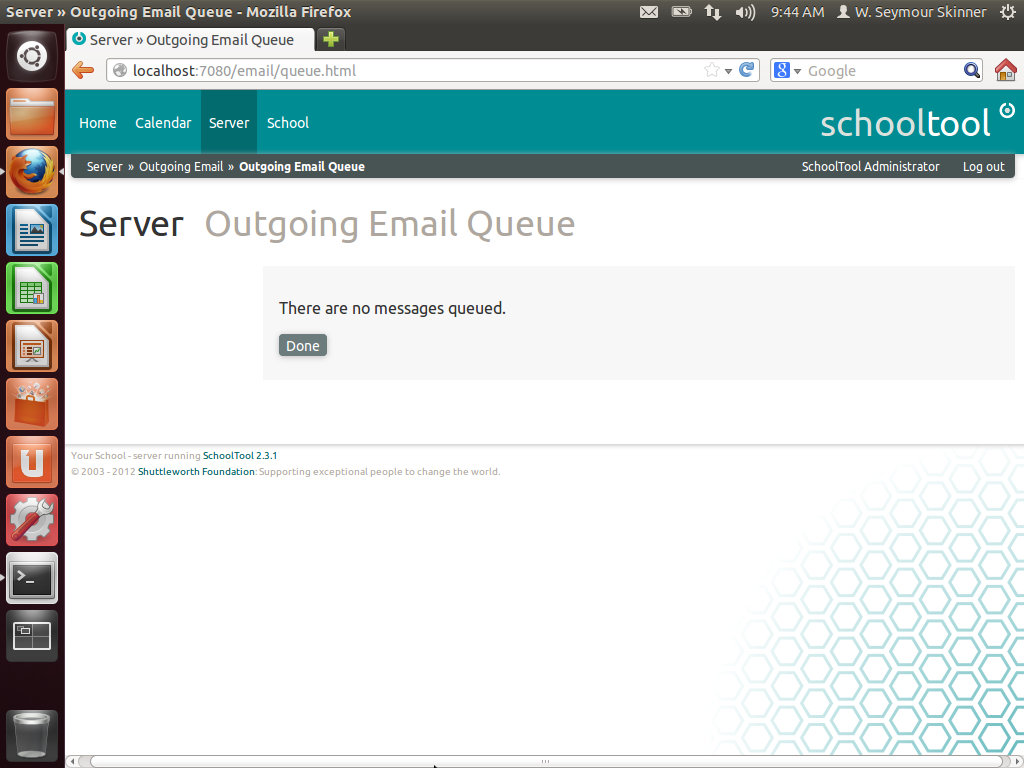 Server » Outgoing Email Queue - Mozilla Firefox
9:44 AM W. Seymour Skinner
Server » Outgoing Email Queue
localhost:7080/email/queue.html
8 Google
Home Calendar Server School
schooltool
Server » Outgoing Email » Outgoing Email Queue
SchoolTool Administrator Log out
Server Outgoing Email Queue
There are no messages queued.
Done
Your School - server running SchoolTool 2.3.1
© 2003 - 2012 Shuttleworth Foundation: Supporting exceptional people to change the world.